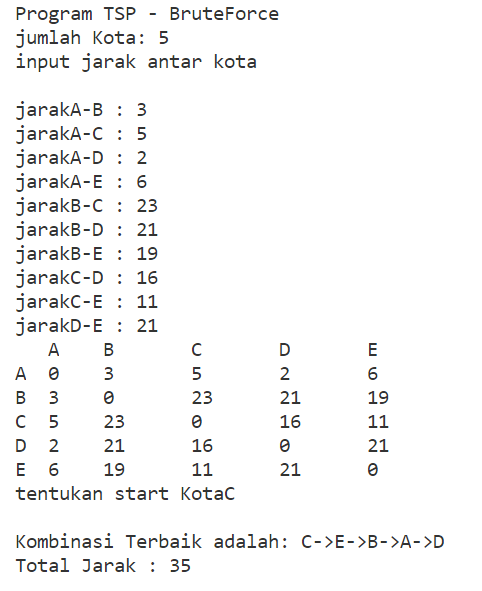 Program TSP - BruteForce
jumlah Kota: 5
input jarak antar kota
jarakA-B : 3
jarakA-C : 5
jarakA-D : 2
jarakA-E : 6
jarakB-C : 23
jarakB-D : 21
jarakB-E : 19
jarakC-D : 16
jarakC-E : 11
jarakD-E : 21
A B C D E
A 0 3 5 2 6
B 3 0 23 21 19
C 5 23 0 16 11
D 2 21 16 0 21
E 6 19 11 21 0
tentukan start KotaC
Kombinasi Terbaik adalah: C->E->B->A->D
Total Jarak : 35